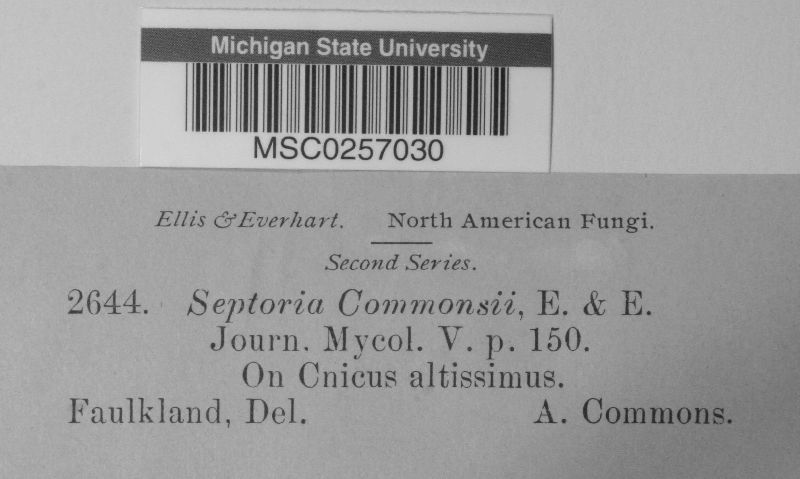 Michigan State University
MSC0257030
Ellis & Everhart. North American Fungi.
Second Series.
2644. Septoria Commonsii, E. & E.
Journ. Mycol. V. p. 150.
On Cnicus altissimus.
Faulkland, Del. A. Commons.